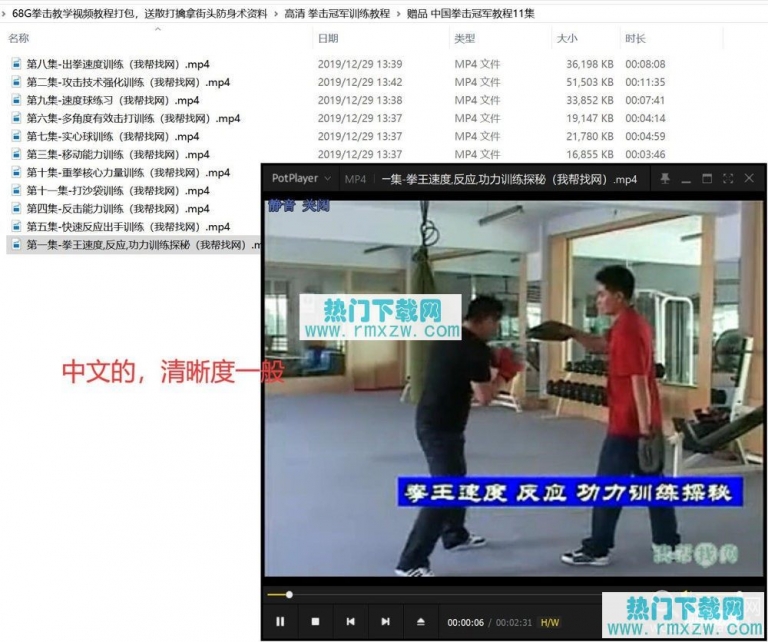 68G拳击教学视频教程打包，送散打擒拿街头防身术资料 › 高清 拳击冠军训练教程 › 赠品 中国拳击冠军教程11集
名称 日期 类型 大小 时长
第八集-出拳速度训练（我帮找网）.mp4 2019/12/29 13:39 MP4 文件 36,198 KB 00:08:08
第二集-攻击技术强化训练（我帮找网）.mp4 2019/12/29 13:42 MP4 文件 51,503 KB 00:11:35
第九集-速度球练习（我帮找网）.mp4 2019/12/29 13:38 MP4 文件 33,852 KB 00:07:41
第六集-多角度有效击打训练（我帮找网）.mp4 2019/12/29 13:37 MP4 文件 19,147 KB 00:04:14
第七集-实心球训练（我帮找网）.mp4 2019/12/29 13:37 MP4 文件 21,780 KB 00:04:59
第三集-移动能力训练（我帮找网）.mp4 2019/12/29 13:37 MP4 文件 16,855 KB 00:03:46
第十集-重拳核心力量训练（我帮找网）.mp4
第十一集-打沙袋训练（我帮找网）.mp4
第四集-反击能力训练（我帮找网）.mp4
第五集-快速反应出手训练（我帮找网）.mp4
第一集-拳王速度,反应,功力训练探秘（我帮找网）.m
PotPlayer MP4 一集-拳王速度,反应,功力训练探秘（我帮找网）.mp4
静音 关闭
热门下载网
www.rmxzw.com
中文的，清晰度一般
拳王速度 反应 功力训练探秘
我帮找网
00:00:06 / 00:02:31 H/W
热门下载网
www.rmxzw.com